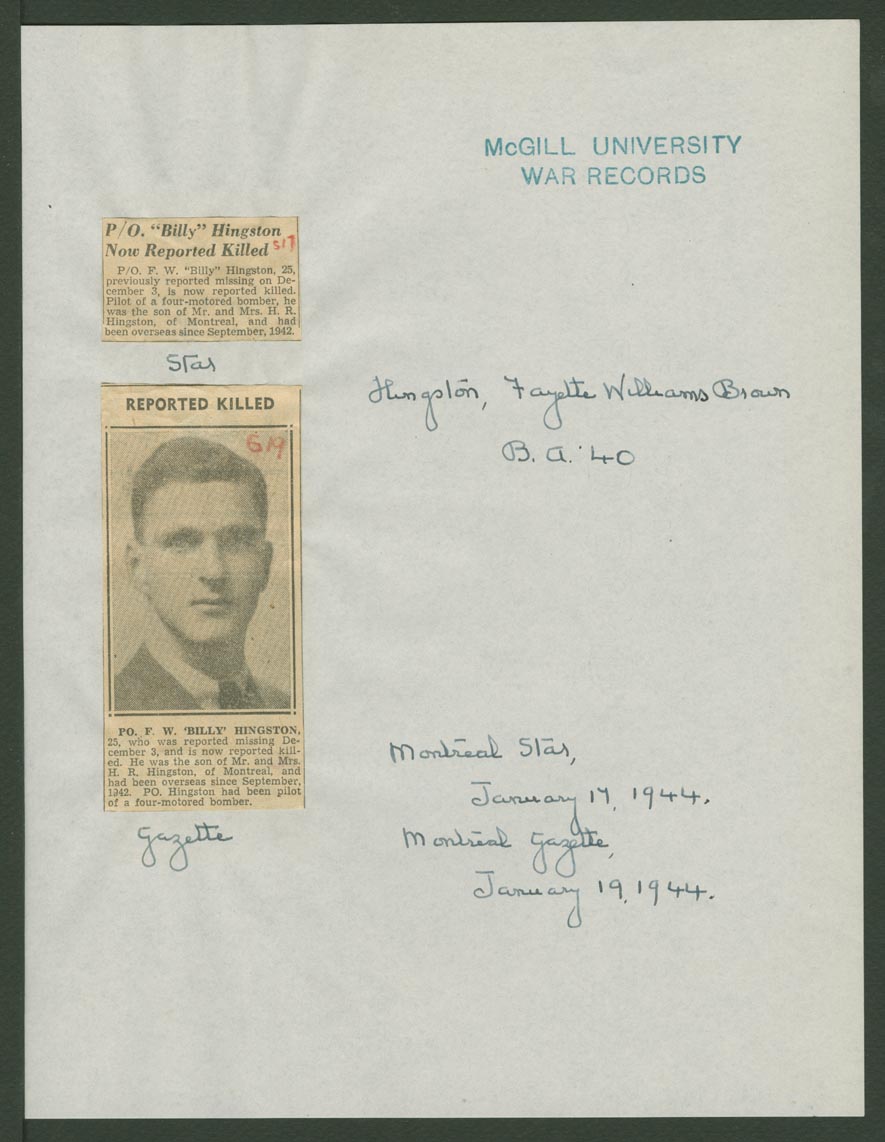 McGILL UNIVERSITY
WAR RECORDS
P/O. "Billy" Hingston
Now Reported Killed S17
P/O. F. W. "Billy" Hingston, 25,
previously reported missing on De-
cember 3, is now reported killed.
Pilot of a four-motored bomber, he
was the son of Mr. and Mrs. H. R.
Hingston, of Montreal, and had
been overseas since September, 1942.
Star
REPORTED KILLED
G19
PO. F. W. 'BILLY' HINGSTON,
25, who was reported missing De-
cember 3, and is now reported kill-
ed. He was the son of Mr. and Mrs.
H. R. Hingston, of Montreal, and
had been overseas since September,
1942. PO. Hingston had been pilot
of a four-motored bomber.
Gazette
Hingston, Fayette Williams Brown
B. A. '40
Montreal Star,
January 17, 1944.
Montreal Gazette,
January 19, 1944.